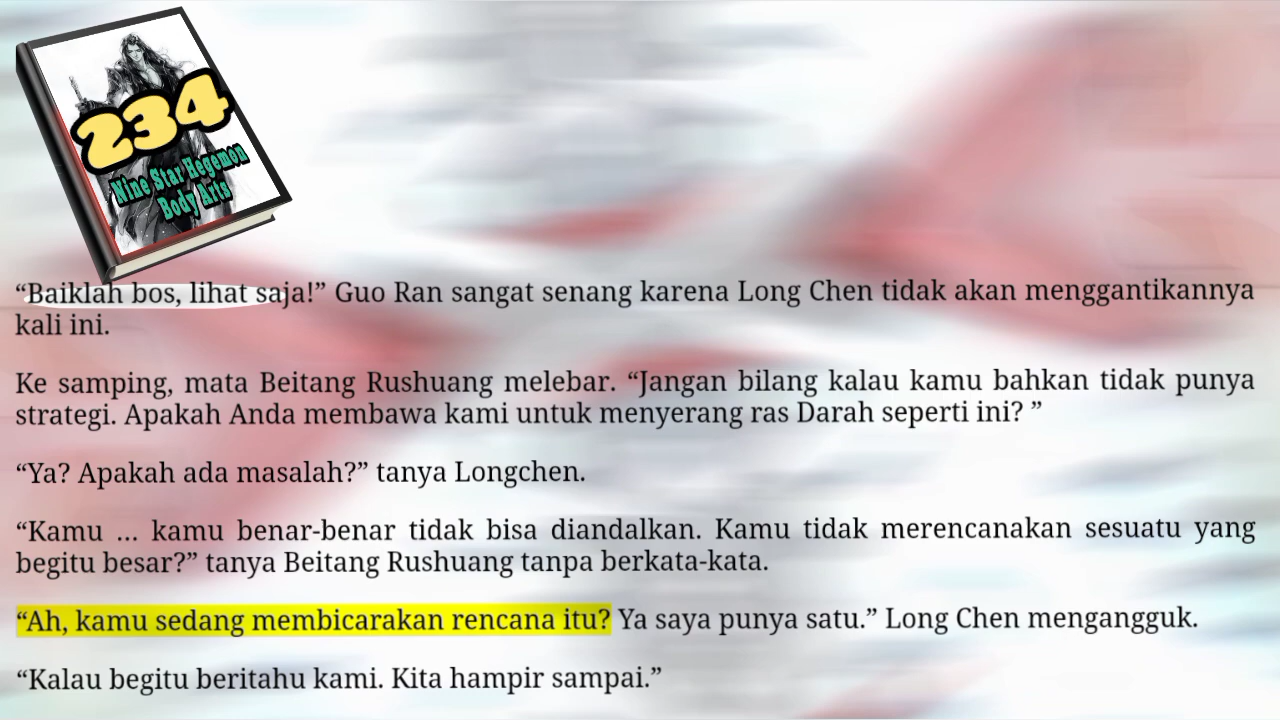 234
Nine Star Hegemon
Body Arts
“Baiklah bos, lihat saja!” Guo Ran sangat senang karena Long Chen tidak akan menggantikannya
kali ini.
Ke samping, mata Beitang Rushuang melebar. “Jangan bilang kalau kamu bahkan tidak punya
strategi. Apakah Anda membawa kami untuk menyerang ras Darah seperti ini? ”
“Ya? Apakah ada masalah?” tanya Longchen.
“Kamu … kamu benar-benar tidak bisa diandalkan. Kamu tidak merencanakan sesuatu yang
begitu besar?” tanya Beitang Rushuang tanpa berkata-kata.
“Ah, kamu sedang membicarakan rencana itu? Ya saya punya satu.” Long Chen mengangguk.
“Kalau begitu beritahu kami. Kita hampir sampai.”